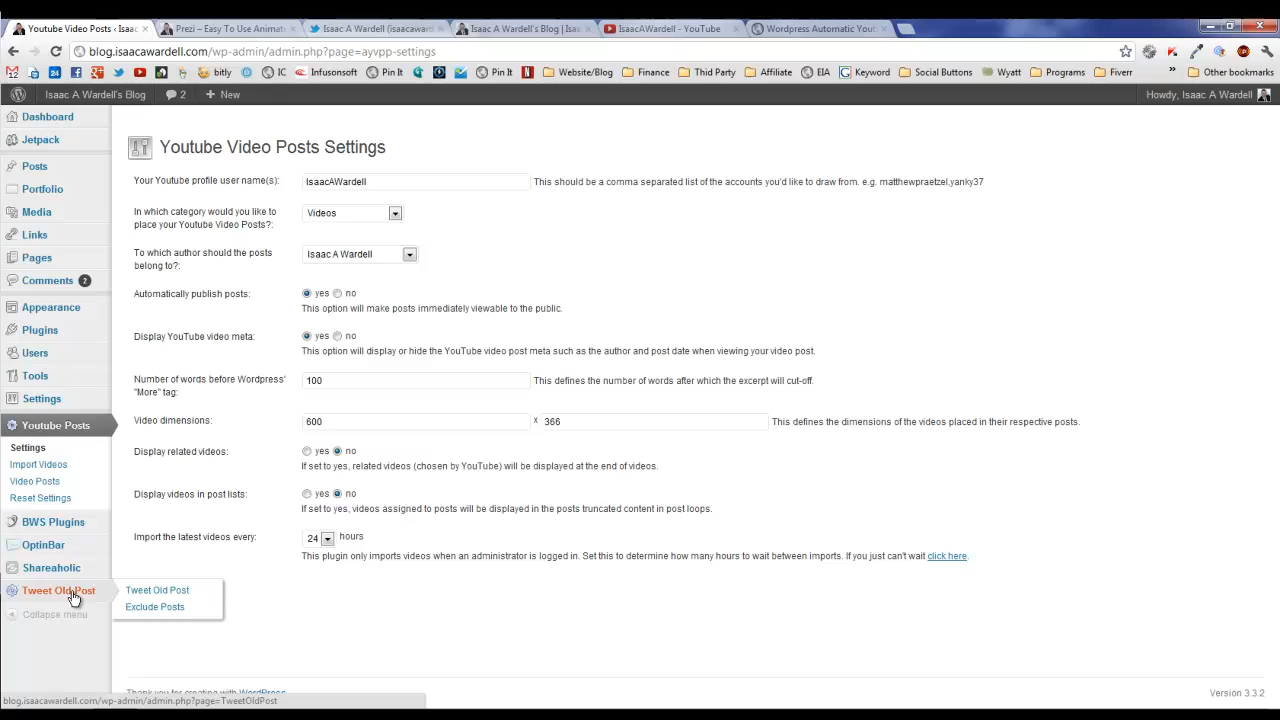 Youtube Video Posts ‹ Isaac
Prezi – Easy To Use Animat
Isaac A Wardell (isaacaward
Isaac A Wardell's Blog | Isaa
IsaacAWardell - YouTube
Wordpress Automatic Yout
blog.isaacawardell.com/wp-admin/admin.php?page=ayvpp-settings
bitly
IC
Infusonsoft
Pin It
Pin It
Website/Blog
Finance
Thid Party
Affiliate
EIA
Keyword
Social Buttons
Wyatt
Programs
Fiverr
»
Other bookmarks
Isaac A Wardell's Blog
2
+ New
Howdy, Isaac A Wardell
Dashboard
Jetpack
Posts
Portfolio
Media
Links
Pages
Comments 2
Appearance
Plugins
Users
Tools
Settings
Youtube Posts
Settings
Import Videos
Video Posts
Reset Settings
BWS Plugins
OptinBar
Shareaholic
Tweet Old Post
Collapse menu
Tweet Old Post
Exclude Posts
Youtube Video Posts Settings
Your Youtube profile user name(s):
IsaacAWardell
This should be a comma separated list of the accounts you'd like to draw from. e.g. matthewpraetzel,yanky37
In which category would you like to
place your Youtube Video Posts?:
Videos
To which author should the posts
belong to?:
Isaac A Wardell
Automatically publish posts:
yes no
This option will make posts immediately viewable to the public.
Display YouTube video meta:
yes no
This option will display or hide the YouTube video post meta such as the author and post date when viewing your video post.
Number of words before Wordpress'
"More" tag:
100
This defines the number of words after which the excerpt will cut-off.
Video dimensions:
600 x 366
This defines the dimensions of the videos placed in their respective posts.
Display related videos:
yes no
If set to yes, related videos (chosen by YouTube) will be displayed at the end of videos.
Display videos in post lists:
yes no
If set to yes, videos assigned to posts will be displayed in the posts truncated content in post loops.
Import the latest videos every:
24 hours
This plugin only imports videos when an administrator is logged in. Set this to determine how many hours to wait between imports. If you just can't wait click here.
Thank you for creating with WordPress
Version 3.3.2
blog.isaacawardell.com/wp-admin/admin.php?page=TweetOldPost